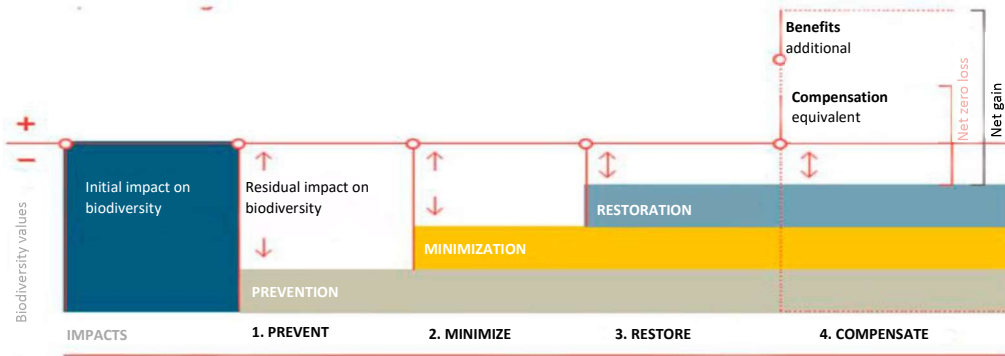 Benefits
additional
Compensation
equivalent
Net zero loss
Net gain
+
−
Biodiversity values
Initial impact on
biodiversity
Residual impact on
biodiversity
RESTORATION
MINIMIZATION
PREVENTION
IMPACTS
1. PREVENT
2. MINIMIZE
3. RESTORE
4. COMPENSATE